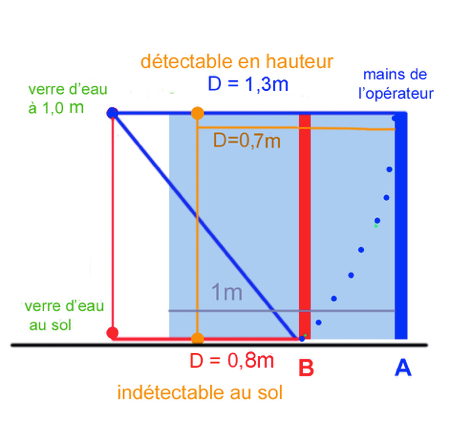 détectable en hauteur
D = 1,3m
mains de
l'opérateur
verre d'eau
à 1,0 m
D=0,7m
1m
verre d'eau
au sol
D = 0,8m
B
A
indétectable au sol